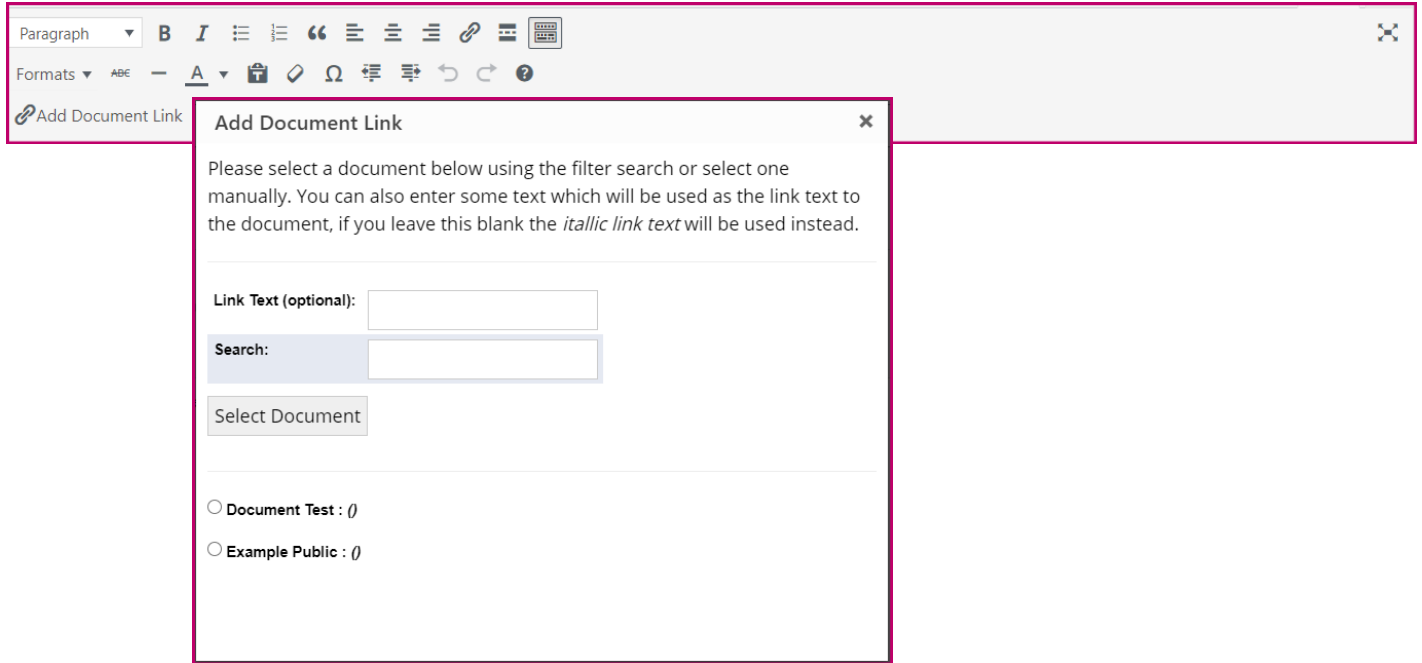 Paragraph B I
Formats ABC A Ω
Add Document Link
Add Document Link
Please select a document below using the filter search or select one
manually. You can also enter some text which will be used as the link text to
the document, if you leave this blank the itallic link text will be used instead.
Link Text (optional):
Search:
Select Document
Document Test : ()
Example Public : ()